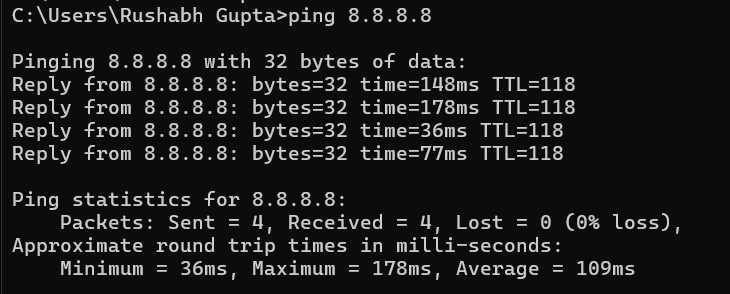 C:\Users\Rushabh Gupta>ping 8.8.8.8
Pinging 8.8.8.8 with 32 bytes of data:
Reply from 8.8.8.8: bytes=32 time=148ms TTL=118
Reply from 8.8.8.8: bytes=32 time=178ms TTL=118
Reply from 8.8.8.8: bytes=32 time=36ms TTL=118
Reply from 8.8.8.8: bytes=32 time=77ms TTL=118
Ping statistics for 8.8.8.8:
    Packets: Sent = 4, Received = 4, Lost = 0 (0% loss),
Approximate round trip times in milli-seconds:
    Minimum = 36ms, Maximum = 178ms, Average = 109ms